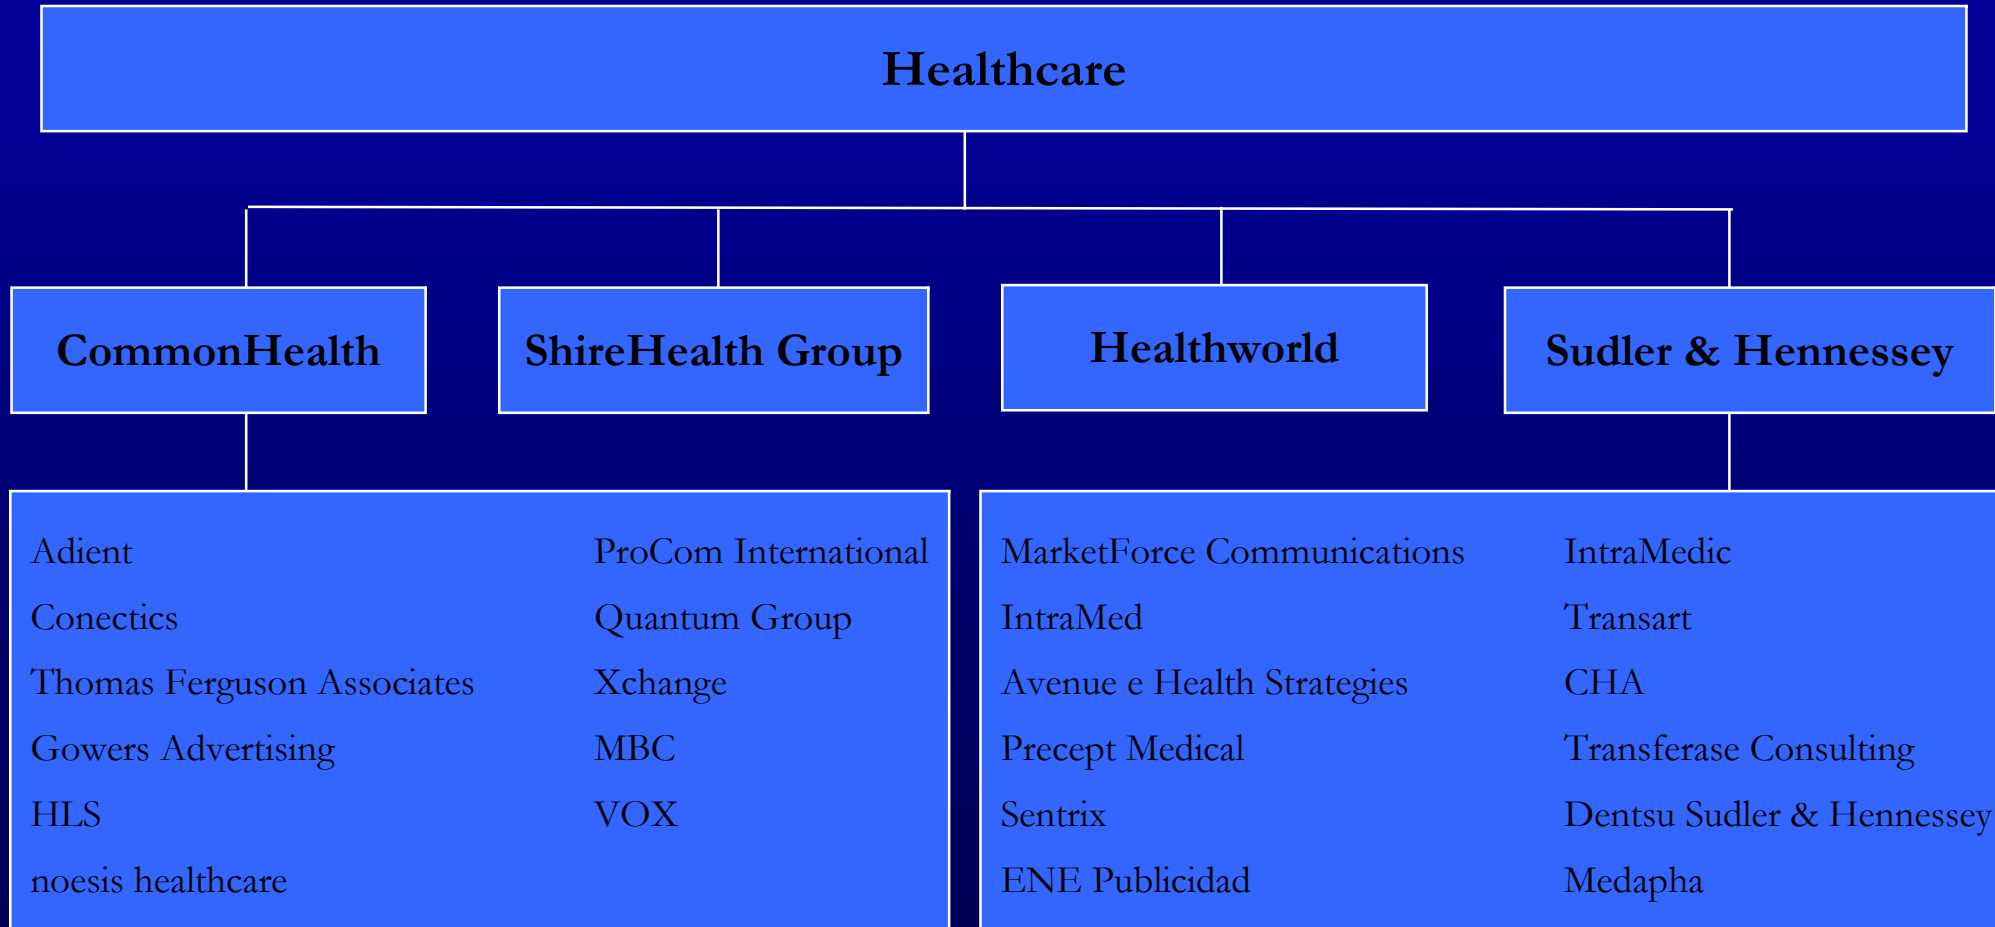 Healthcare
CommonHealth
ShireHealth Group
Healthworld
Sudler & Hennessey
Adient
Conectics
Thomas Ferguson Associates
Gowers Advertising
HLS
noesis healthcare
ProCom International
Quantum Group
Xchange
MBC
VOX
MarketForce Communications
IntraMed
Avenue e Health Strategies
Precept Medical
Sentrix
ENE Publicidad
IntraMedic
Transart
CHA
Transferase Consulting
Dentsu Sudler & Hennessey
Medapha